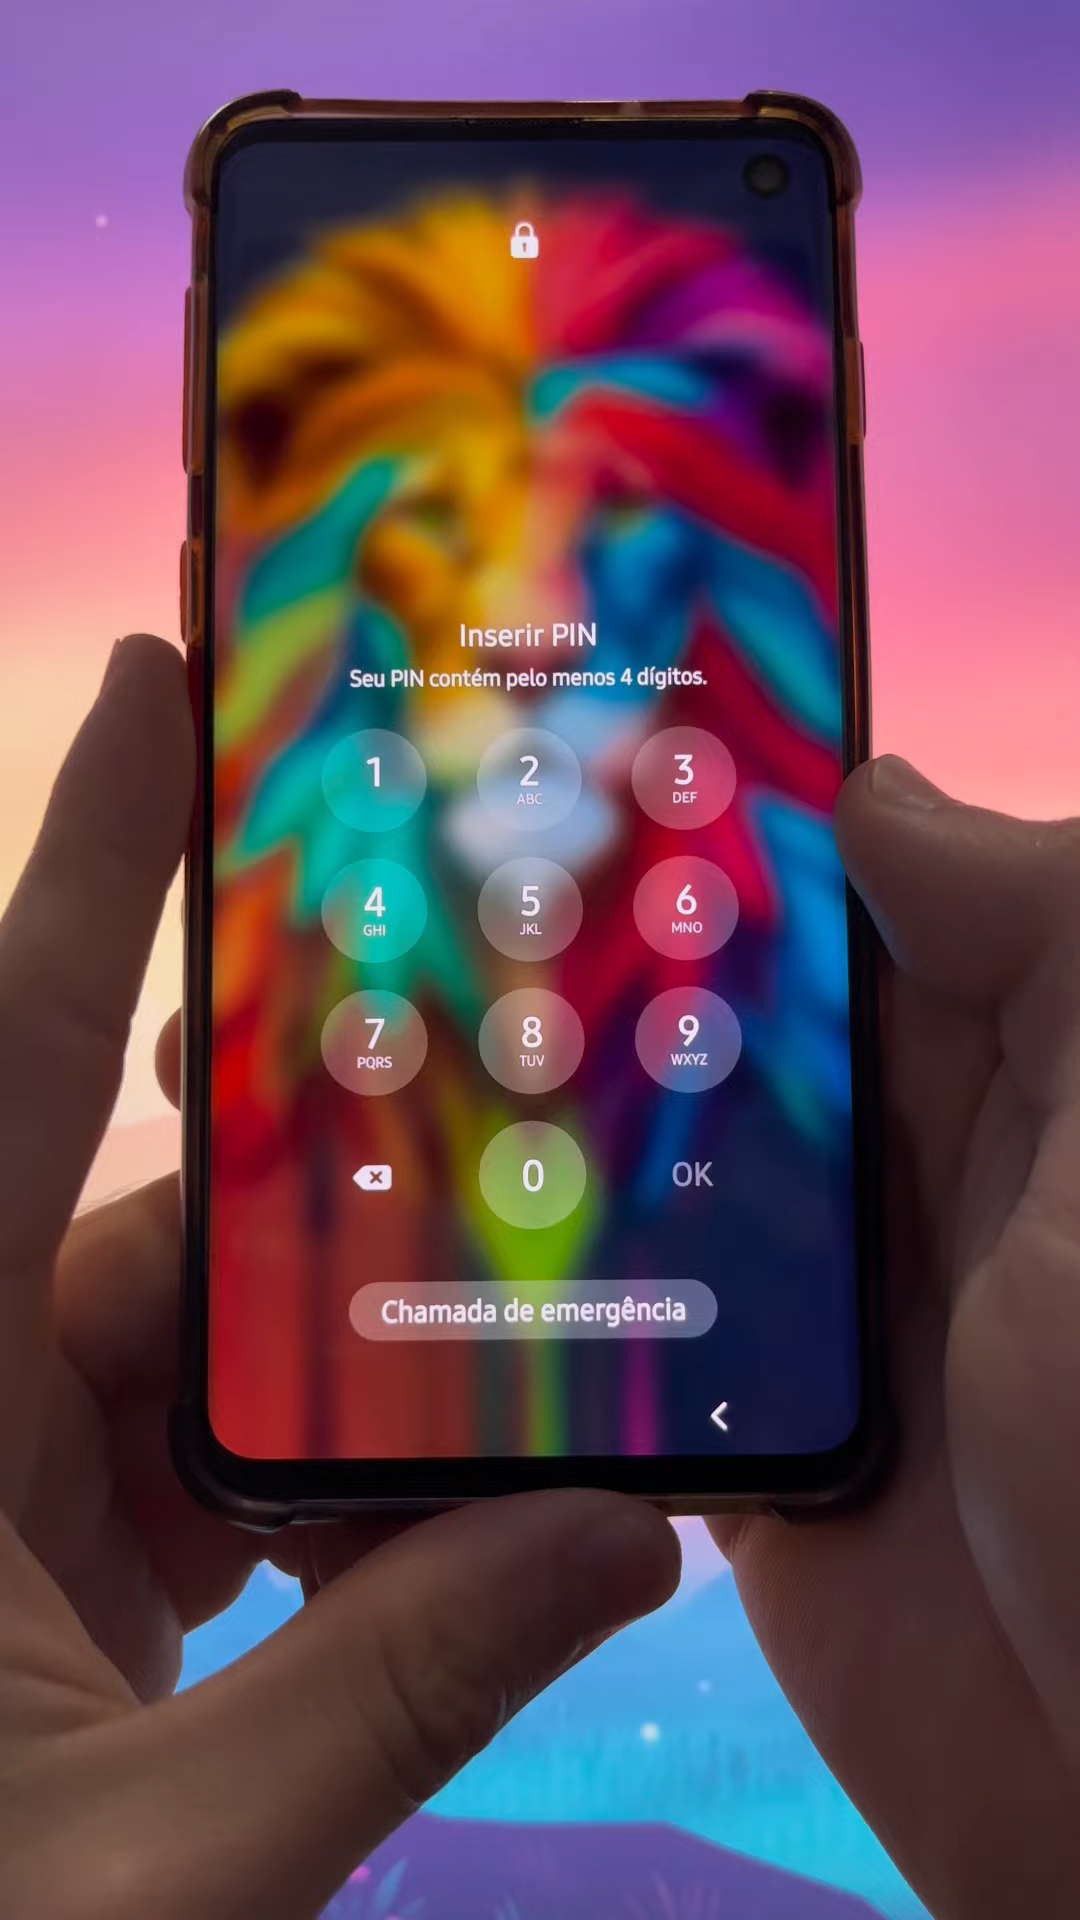 Inserir PIN
Seu PIN contém pelo menos 4 dígitos.
1
2
ABC
3
DEF
4
GHI
5
JKL
6
MNO
7
PQRS
8
TUV
9
WXYZ
0
OK
Chamada de emergência